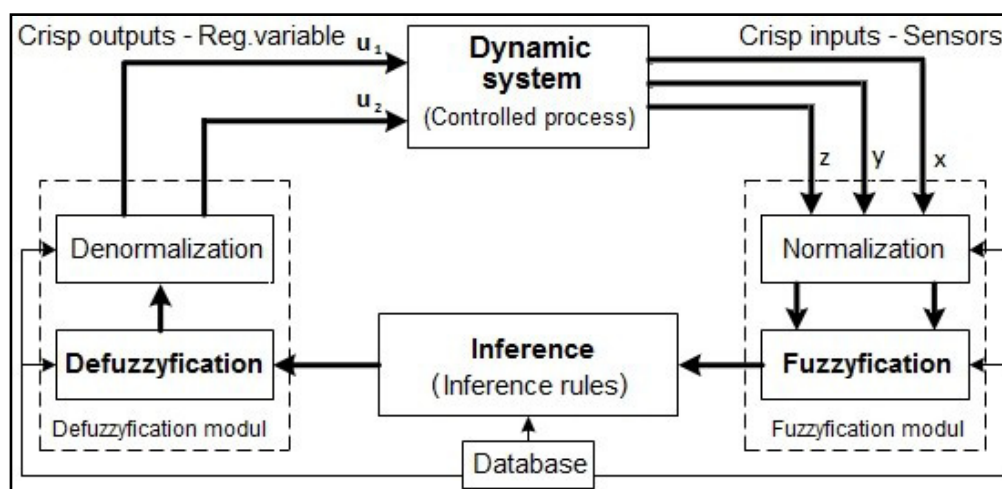 Crisp outputs - Reg.variable
u1
u2
Dynamic
system
(Controlled process)
Crisp inputs - Sensors
z
y
x
Denormalization
Defuzzyfication
Defuzzyfication modul
Inference
(Inference rules)
Database
Normalization
Fuzzyfication
Fuzzyfication modul